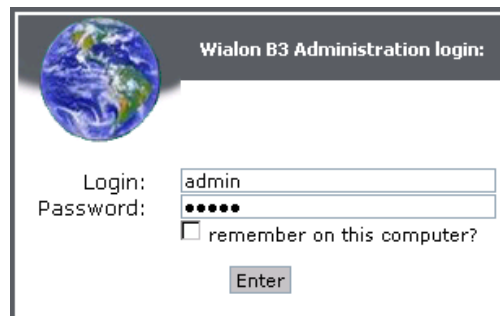 Wialon B3 Administration login:
Login: admin
Password: •••••
remember on this computer?
Enter